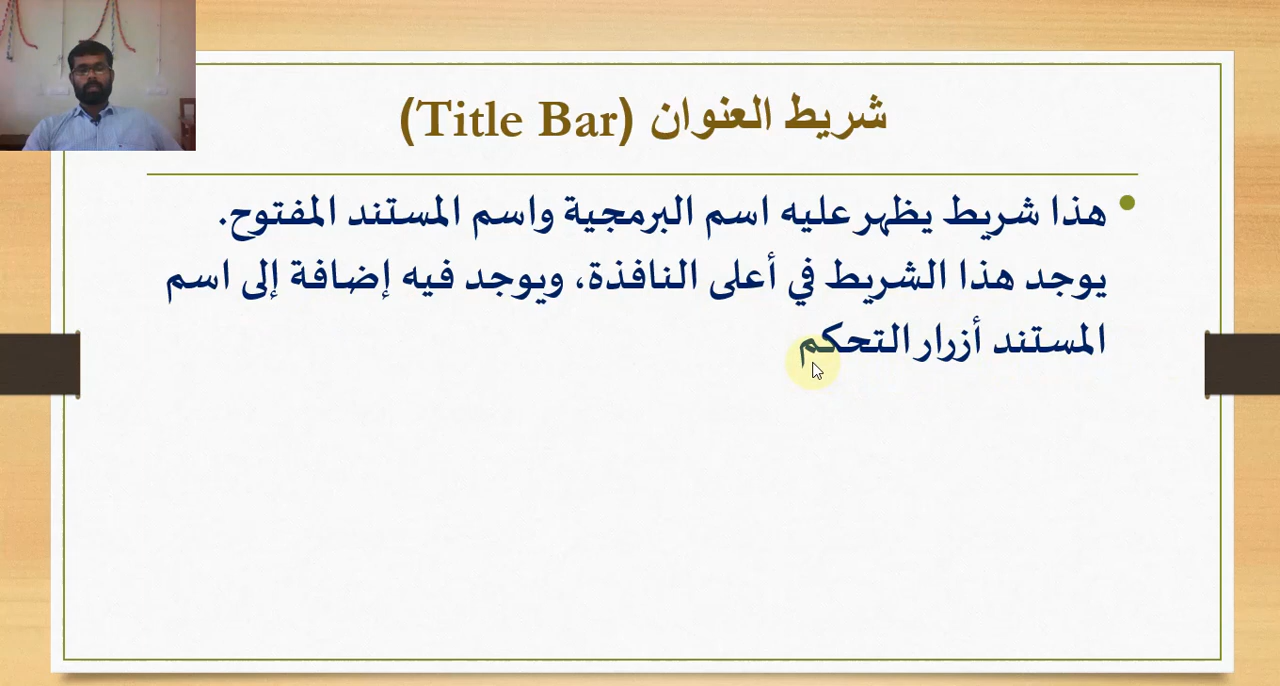 شريط العنوان (Title Bar)
هذا شريط يظهر عليه اسم البرمجية واسم المستند المفتوح.
يوجد هذا الشريط في أعلى النافذة، ويوجد فيه إضافة إلى اسم
المستند أزرار التحكم